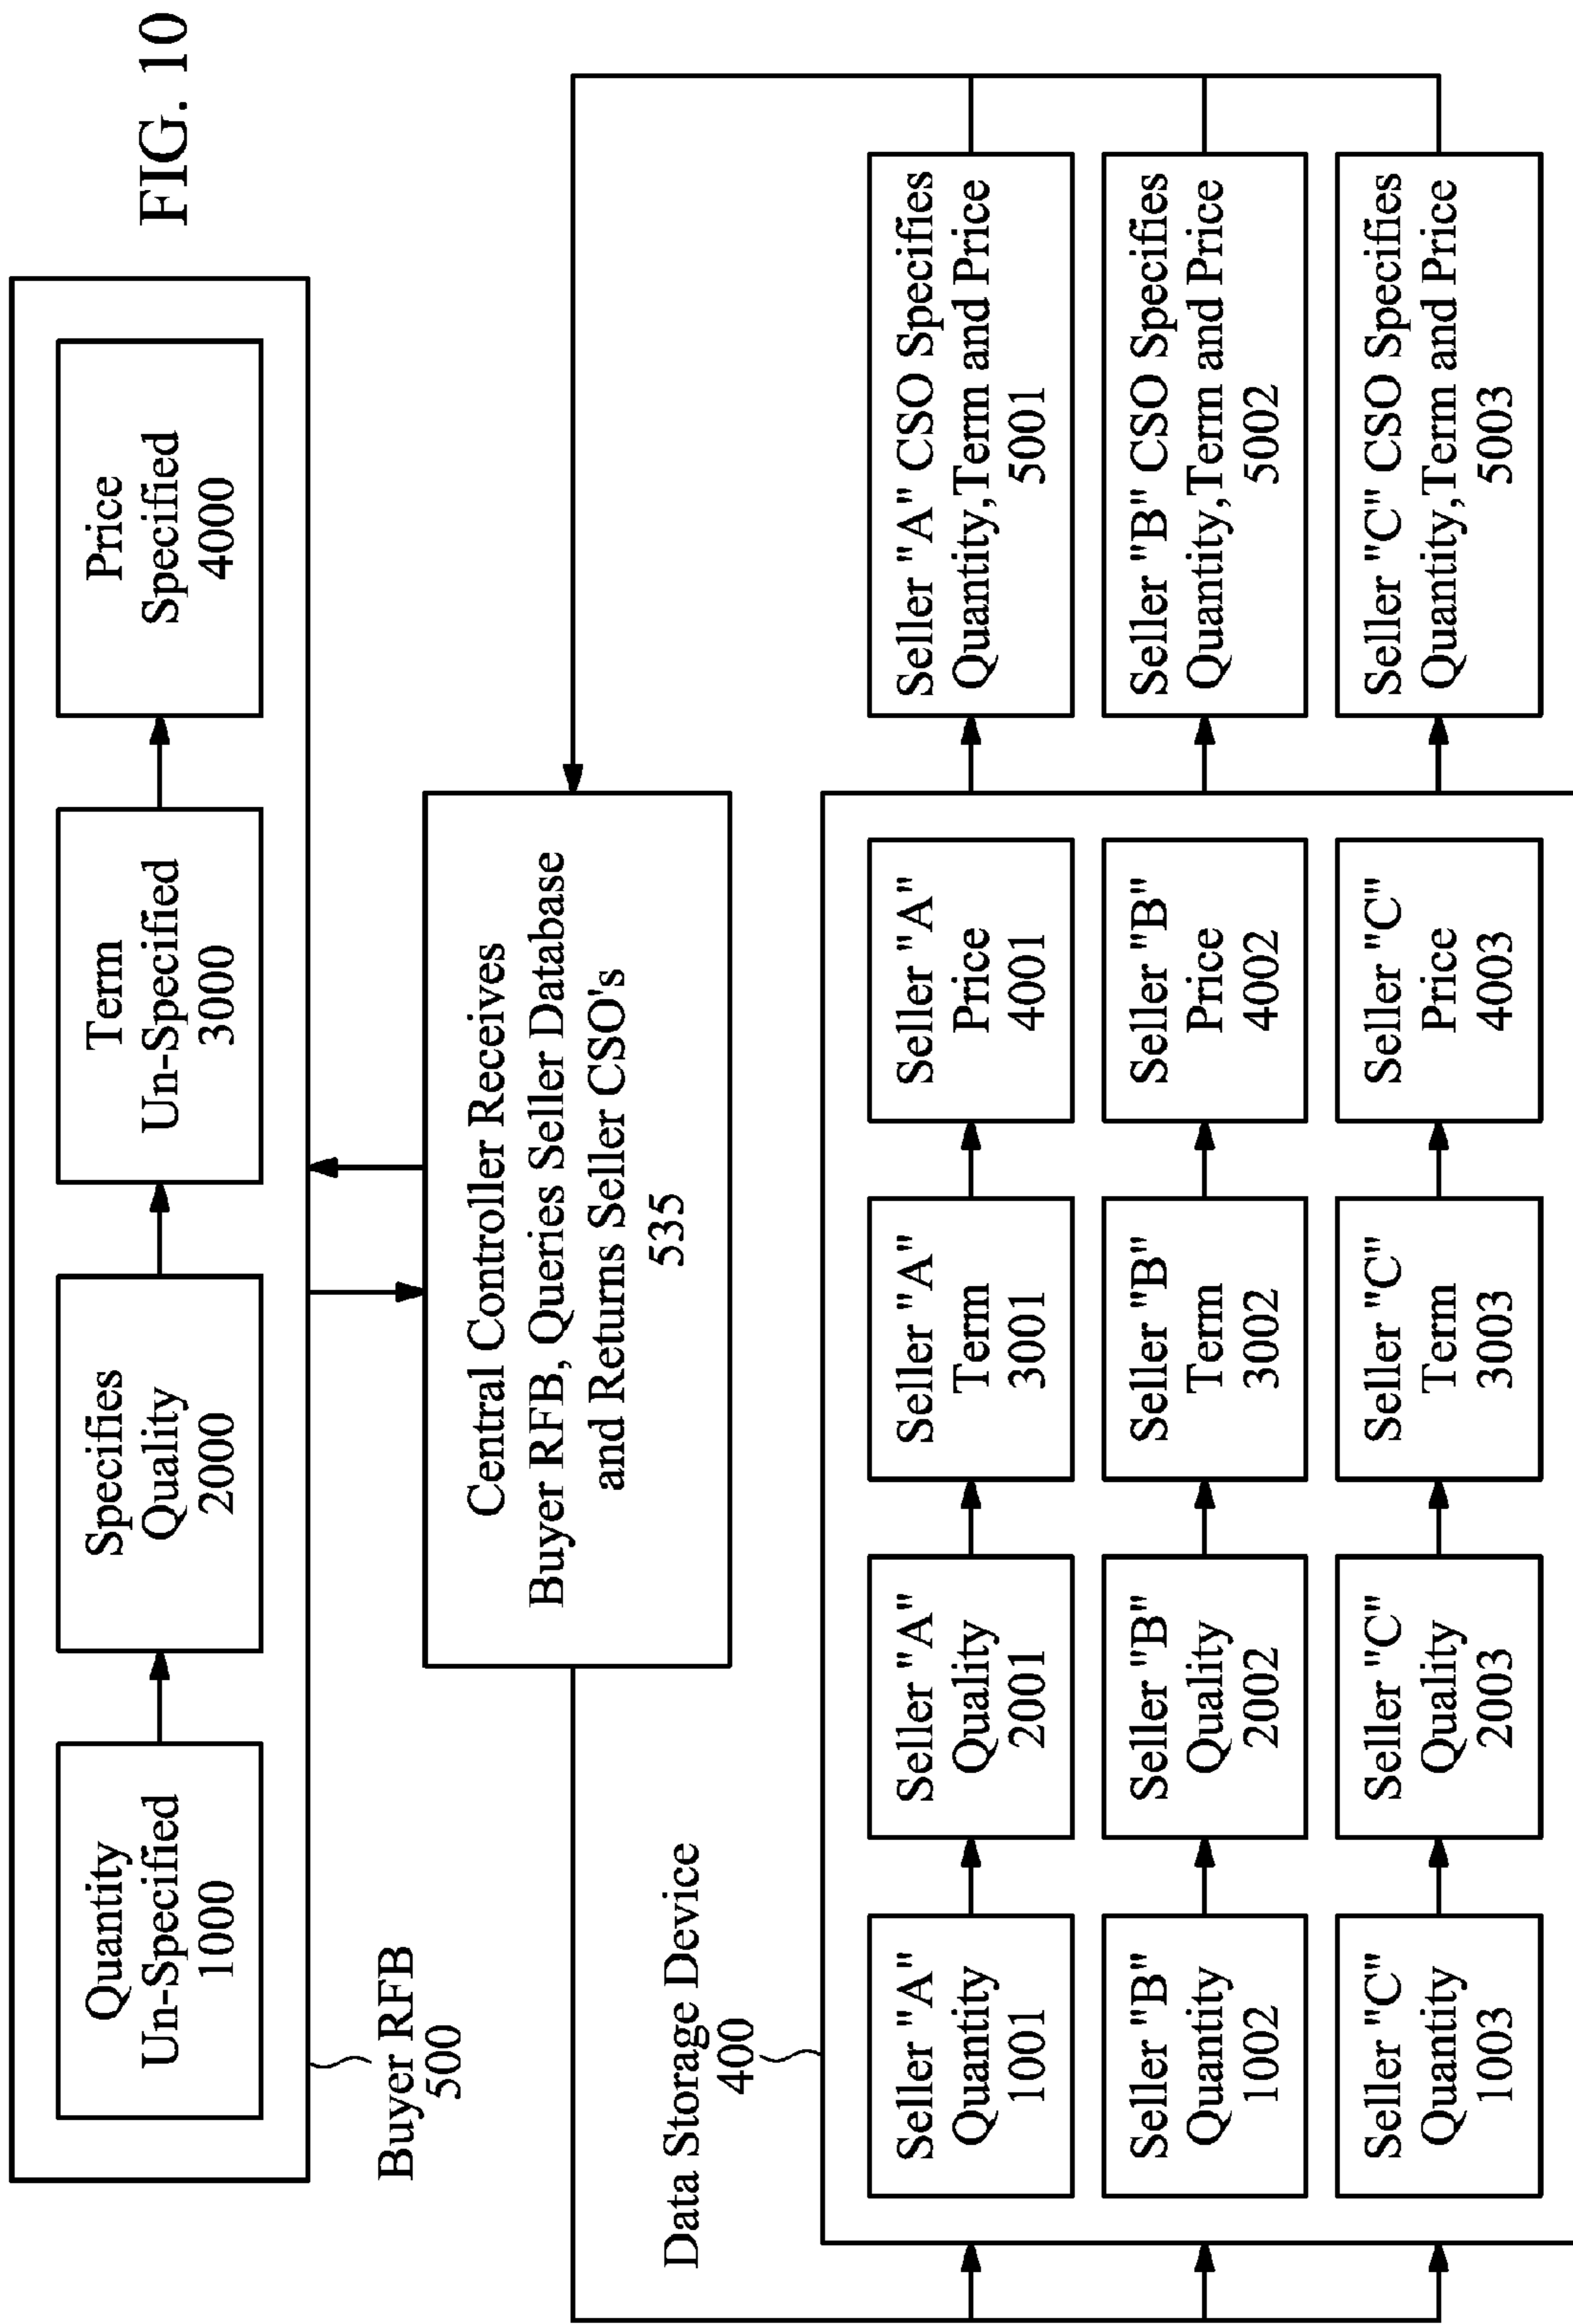 FIG. 10
Quantity
Un-Specified
1000
Specifies
Quality
2000
Term
Un-Specified
3000
Price
Specified
4000
Buyer RFB
500
Central Controller Receives
Buyer RFB, Queries Seller Database
and Returns Seller CSO's
535
Data Storage Device
400
Seller "A"
Quantity
1001
Seller "A"
Quality
2001
Seller "A"
Term
3001
Seller "A"
Price
4001
Seller "A" CSO Specifies
Quantity,Term and Price
5001
Seller "B"
Quantity
1002
Seller "B"
Quality
2002
Seller "B"
Term
3002
Seller "B"
Price
4002
Seller "B" CSO Specifies
Quantity,Term and Price
5002
Seller "C"
Quantity
1003
Seller "C"
Quality
2003
Seller "C"
Term
3003
Seller "C"
Price
4003
Seller "C" CSO Specifies
Quantity,Term and Price
5003